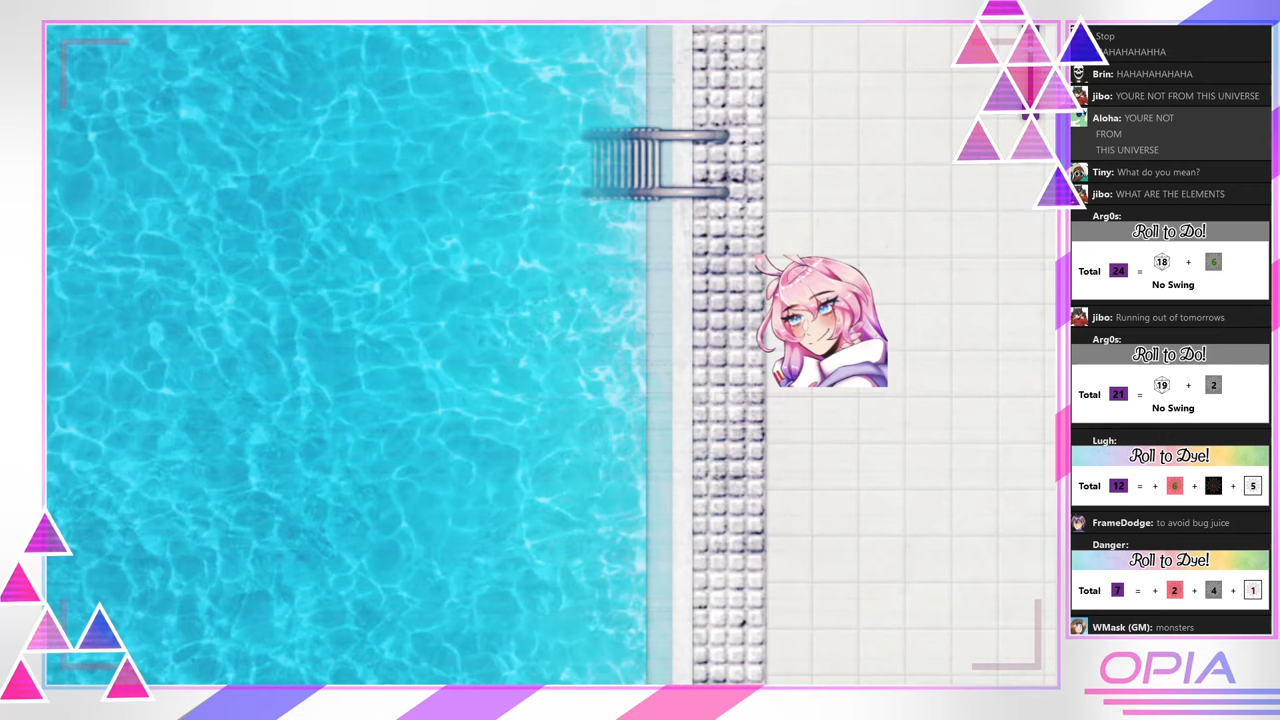 Stop
HAHAHAHAHHA
Brin: HAHAHAHAHAHA
jibo: YOURE NOT FROM THIS UNIVERSE
Aloha: YOURE NOT
FROM
THIS UNIVERSE
Tiny: What do you mean?
jibo: WHAT ARE THE ELEMENTS
Arg0s:
Roll to Do!
Total 24 = 18 + 6
No Swing
jibo: Running out of tomorrows
Arg0s:
Roll to Do!
Total 21 = 19 + 2
No Swing
Lugh:
Roll to Dye!
Total 12 = + 6 + + 5
FrameDodge: to avoid bug juice
Danger:
Roll to Dye!
Total 7 = + 2 + 4 + 1
WMask (GM): monsters
OPIA